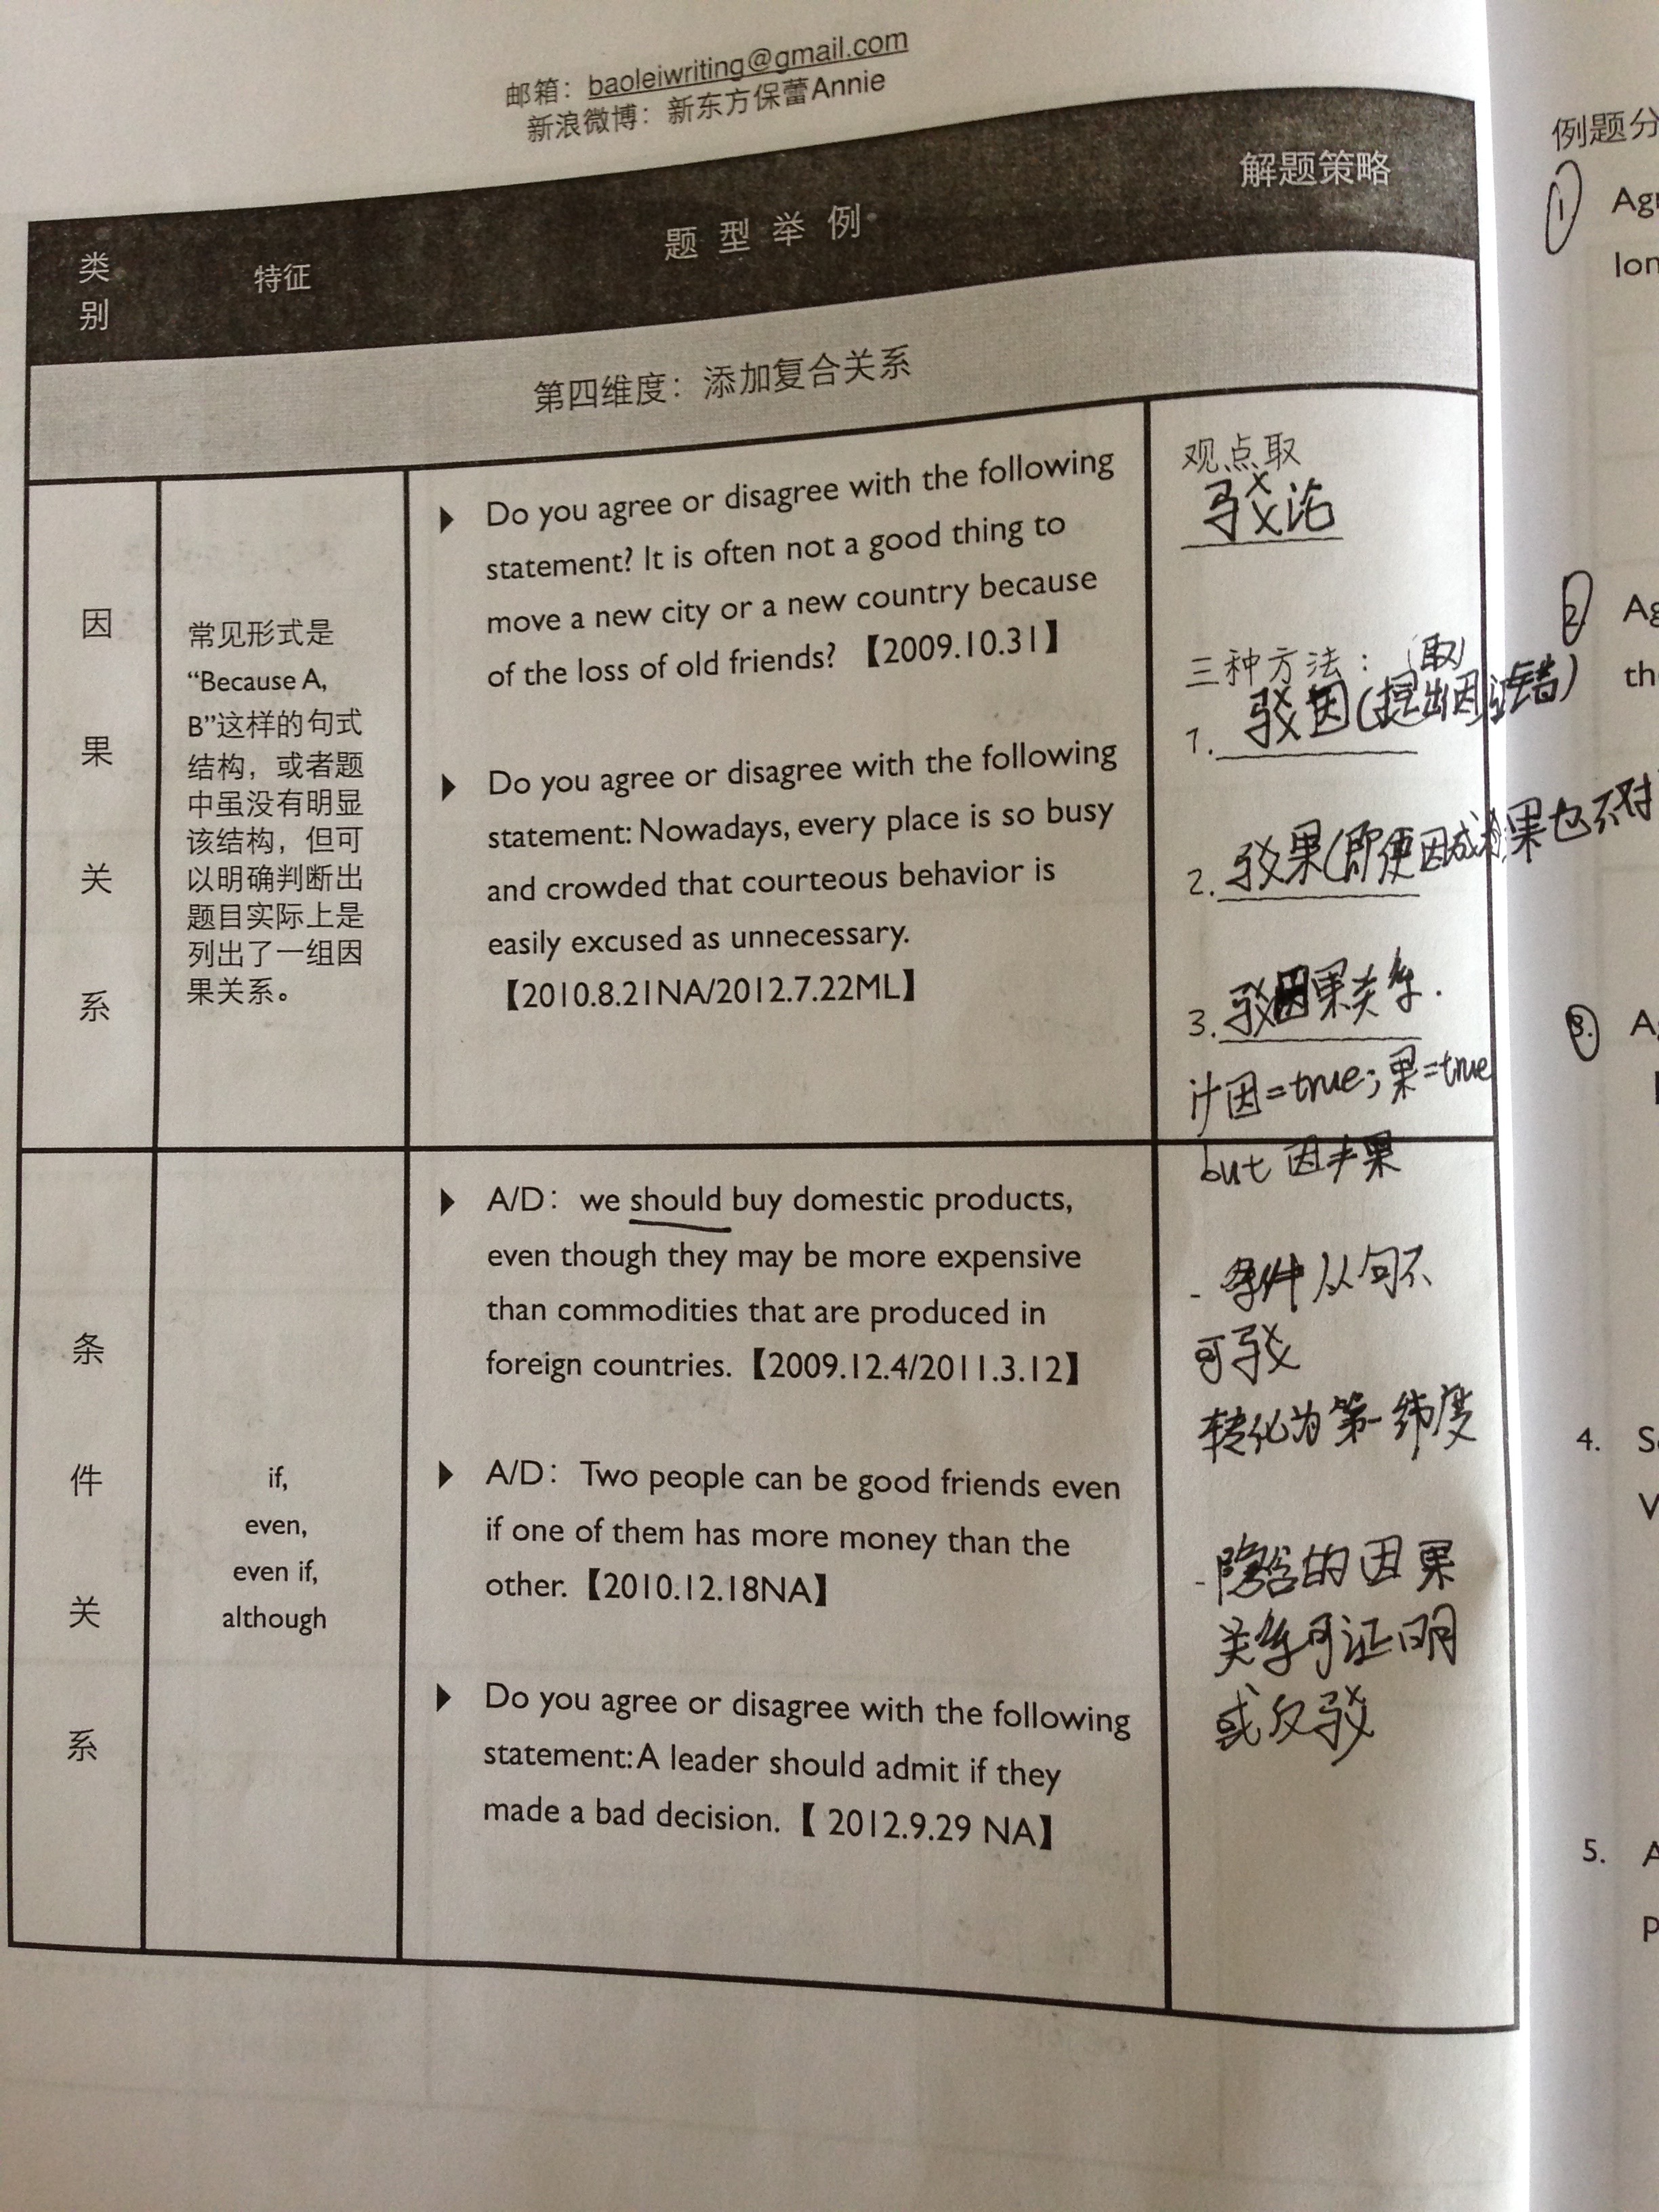 邮箱：baoleiwriting@gmail.com
新浪微博：新东方保蕾Annie
类别
特征
题 型 举 例
解题策略
第四维度：添加复合关系
因果关系
常见形式是
“Because A,
B”这样的句式
结构，或者题
中虽没有明显
该结构，但可
以明确判断出
题目实际上是
列出了一组因
果关系。
Do you agree or disagree with the following
statement? It is often not a good thing to
move a new city or a new country because
of the loss of old friends? 【2009.10.31】
Do you agree or disagree with the following
statement: Nowadays, every place is so busy
and crowded that courteous behavior is
easily excused as unnecessary.
【2010.8.21NA/2012.7.22ML】
观点取
驳论
三种方法： (取)
1. 驳因(提出因证错)
2. 驳果(即使因成 果也不对
3. 驳因果关系.
许因=true; 果=true
but 因≠果
条件关系
if,
even,
even if,
although
A/D： we should buy domestic products,
even though they may be more expensive
than commodities that are produced in
foreign countries.【2009.12.4/2011.3.12】
A/D： Two people can be good friends even
if one of them has more money than the
other.【2010.12.18NA】
Do you agree or disagree with the following
statement: A leader should admit if they
made a bad decision.【 2012.9.29 NA】
- 条件从句不
可驳
转化为第一纬度
- 隐含的因果
关系可证明
或反驳
例题分
1 Ag
lon
2 Ag
the
3. A
4. S
V
5. A
p